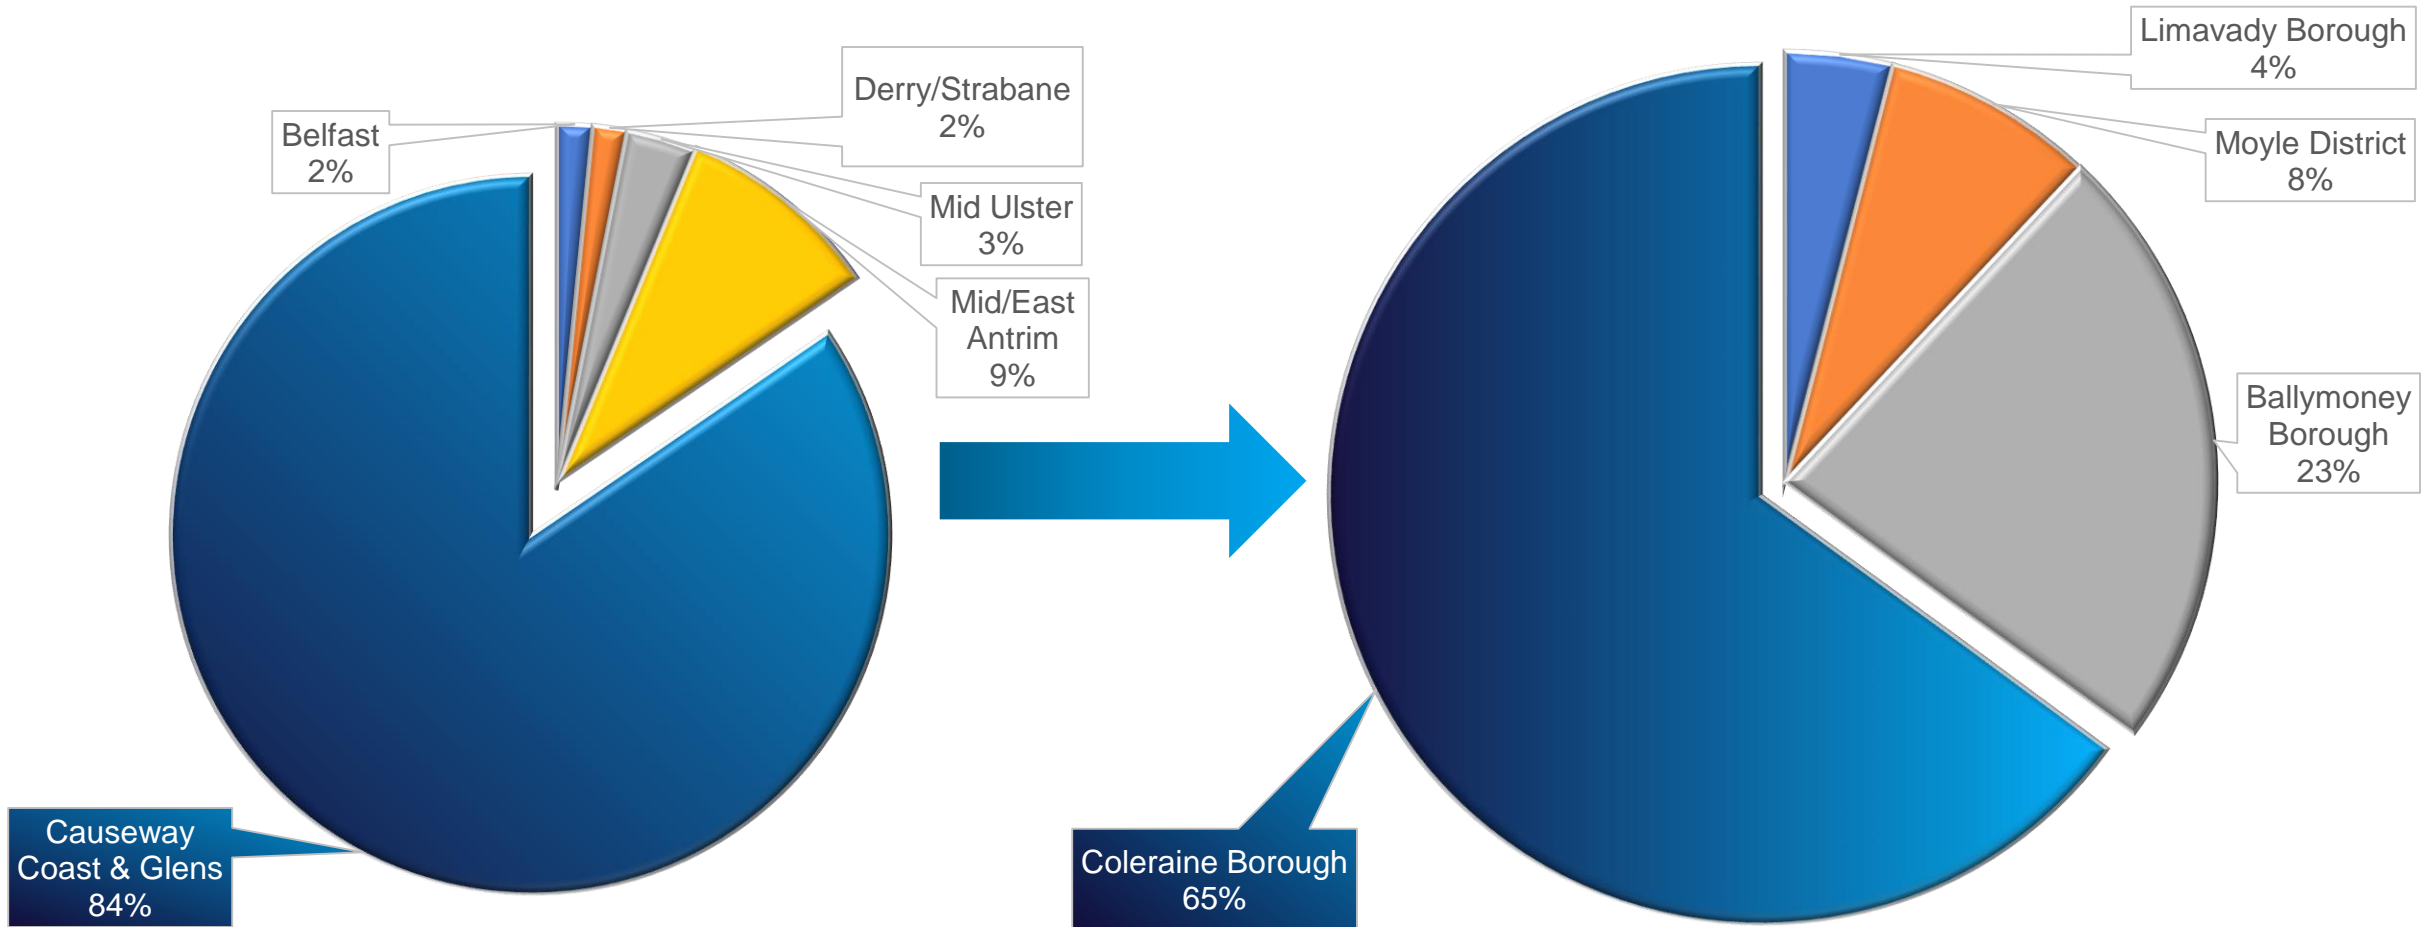 Belfast
2%
Derry/Strabane
2%
Mid Ulster
3%
Mid/East
Antrim
9%
Causeway
Coast & Glens
84%
Limavady Borough
4%
Moyle District
8%
Ballymoney
Borough
23%
Coleraine Borough
65%